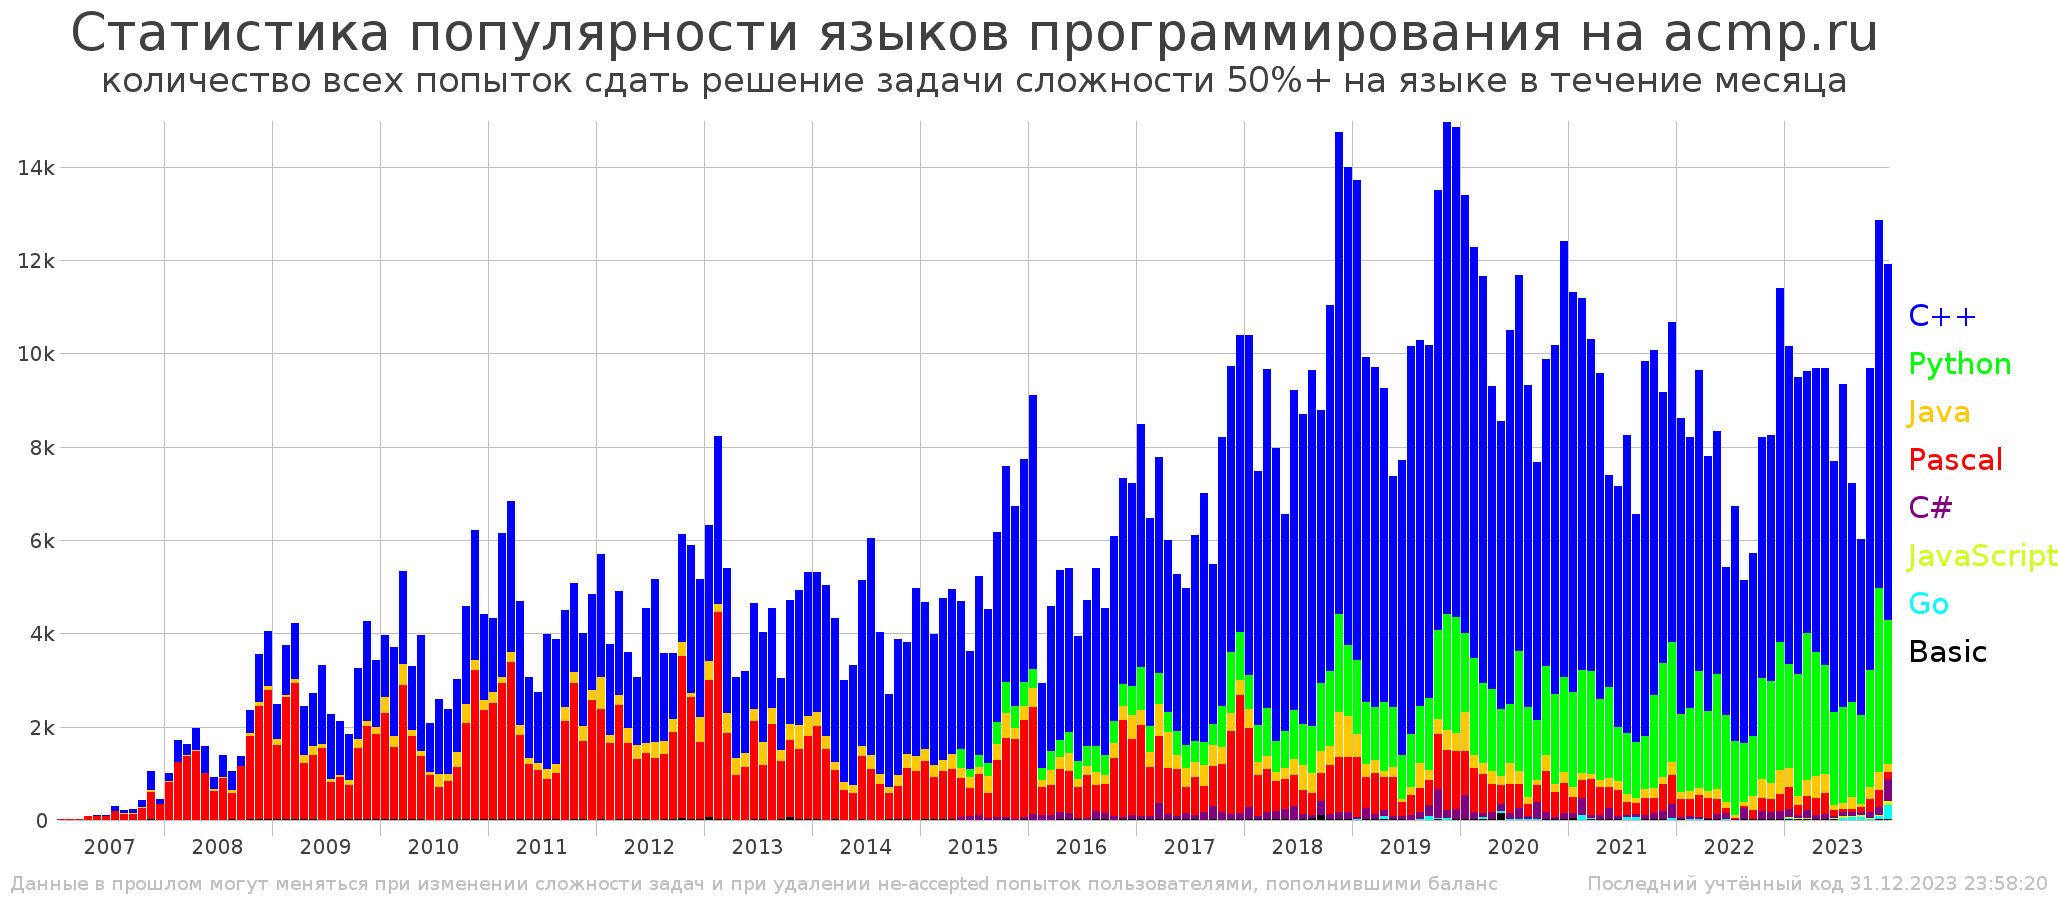 Статистика популярности языков программирования на acmp.ru
количество всех попыток сдать решение задачи сложности 50%+ на языке в течение месяца
14k
12k
10k
8k
6k
4k
2k
0
C++
Python
Java
Pascal
C#
JavaScript
Go
Basic
2007 2008 2009 2010 2011 2012 2013 2014 2015 2016 2017 2018 2019 2020 2021 2022 2023
Данные в прошлом могут меняться при изменении сложности задач и при удалении не-accepted попыток пользователями, пополнившими баланс
Последний учтённый код 31.12.2023 23:58:20